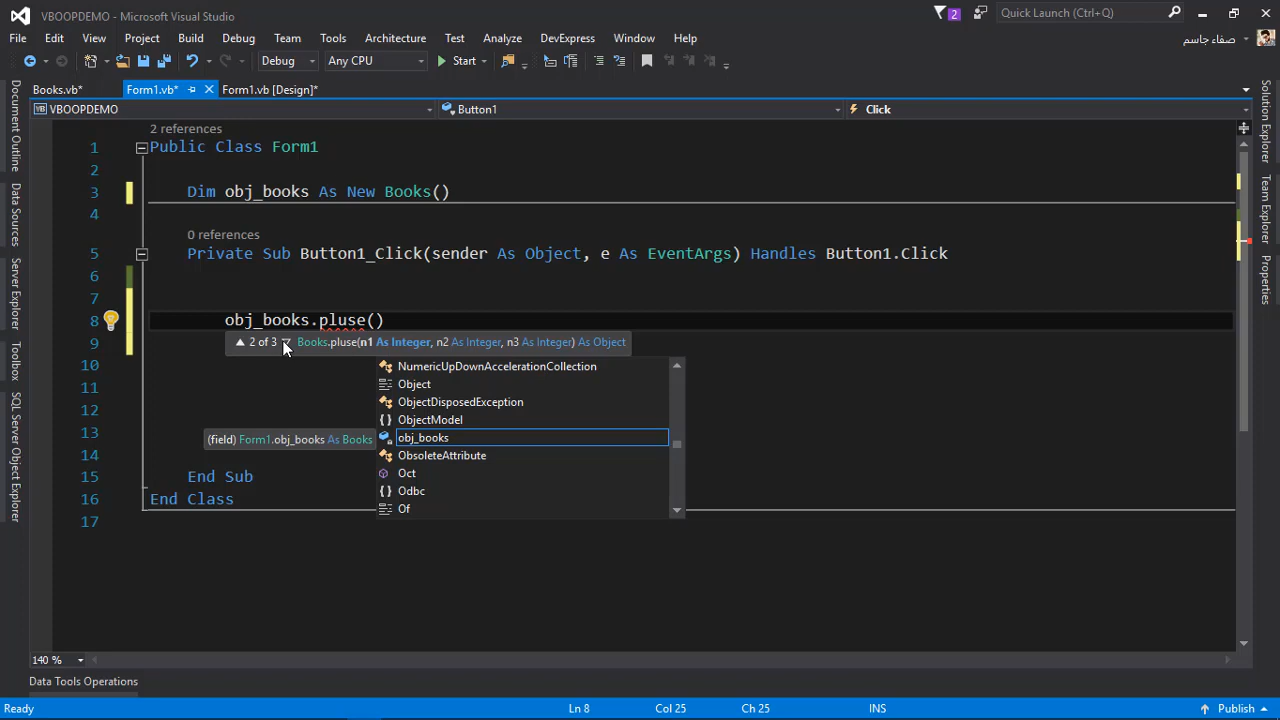 VBOOPDEMO - Microsoft Visual Studio
2
Quick Launch (Ctrl+Q)
File Edit View Project Build Debug Team Tools Architecture Test Analyze DevExpress Window Help
صفاء جاسم
Debug Any CPU Start
Books.vb* Form1.vb* Form1.vb [Design]*
VBOOPDEMO Button1 Click
Document Outline
Data Sources
Server Explorer
Toolbox
SQL Server Object Explorer
2 references
1 Public Class Form1
2
3 Dim obj_books As New Books()
4
0 references
5 Private Sub Button1_Click(sender As Object, e As EventArgs) Handles Button1.Click
6
7
8 obj_books.pluse()
9
2 of 3 Books.pluse(n1 As Integer, n2 As Integer, n3 As Integer) As Object
10
NumericUpDownAccelerationCollection
11
Object
12
ObjectDisposedException
ObjectModel
13
(field) Form1.obj_books As Books
obj_books
14
ObsoleteAttribute
15 End Sub
Oct
16 End Class
Odbc
Of
17
Solution Explorer
Team Explorer
Properties
140 %
Data Tools Operations
Ready Ln 8 Col 25 Ch 25 INS Publish